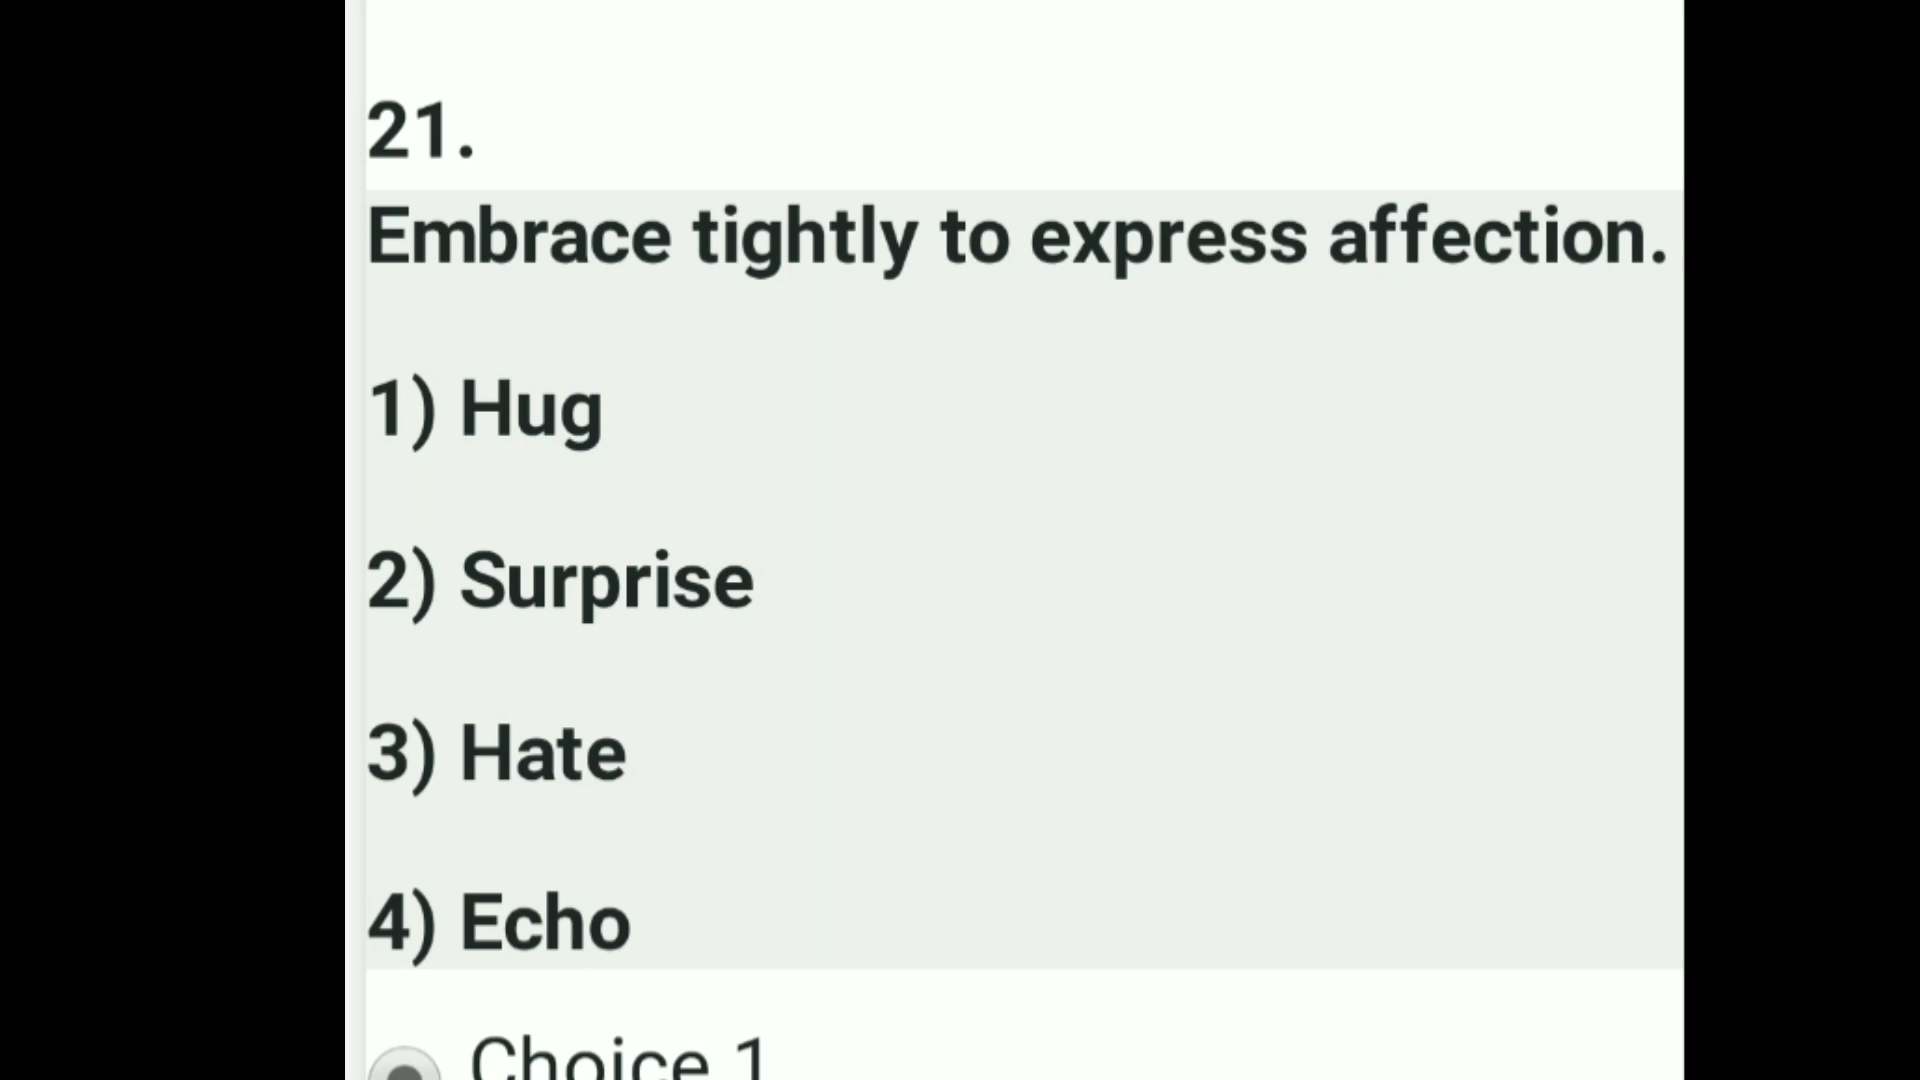 21.
Embrace tightly to express affection.
1) Hug
2) Surprise
3) Hate
4) Echo
Choice 1